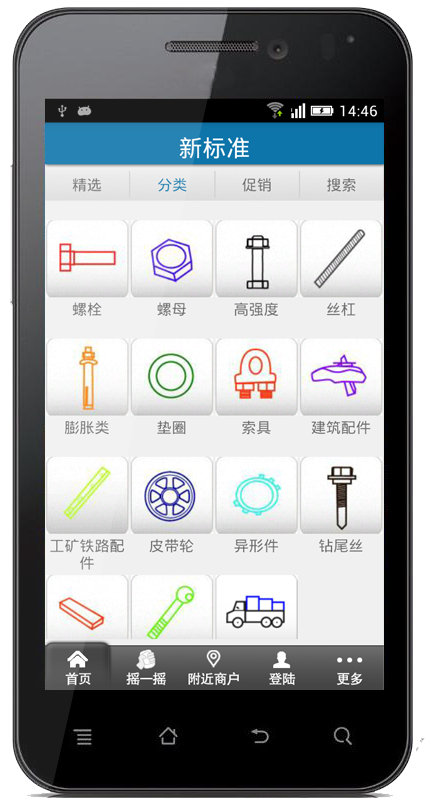 14:46
新标准
精选 分类 促销 搜索
螺栓 螺母 高强度 丝杠
膨胀类 垫圈 索具 建筑配件
工矿铁路配件 皮带轮 异形件 钻尾丝
首页 摇一摇 附近商户 登陆 更多